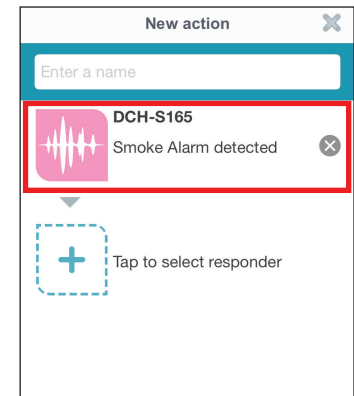 New action
Enter a name
DCH-S165
Smoke Alarm detected
Tap to select responder